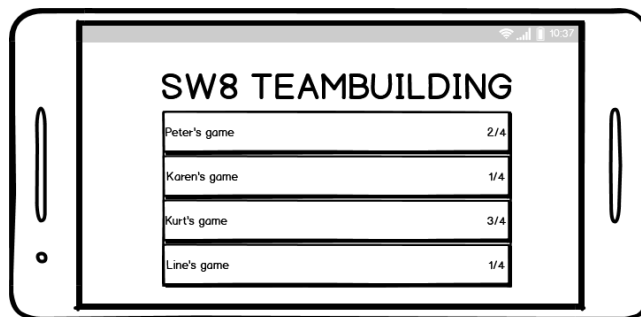 10:37
SW8 TEAMBUILDING
Peter's game 2/4
Karen's game 1/4
Kurt's game 3/4
Line's game 1/4